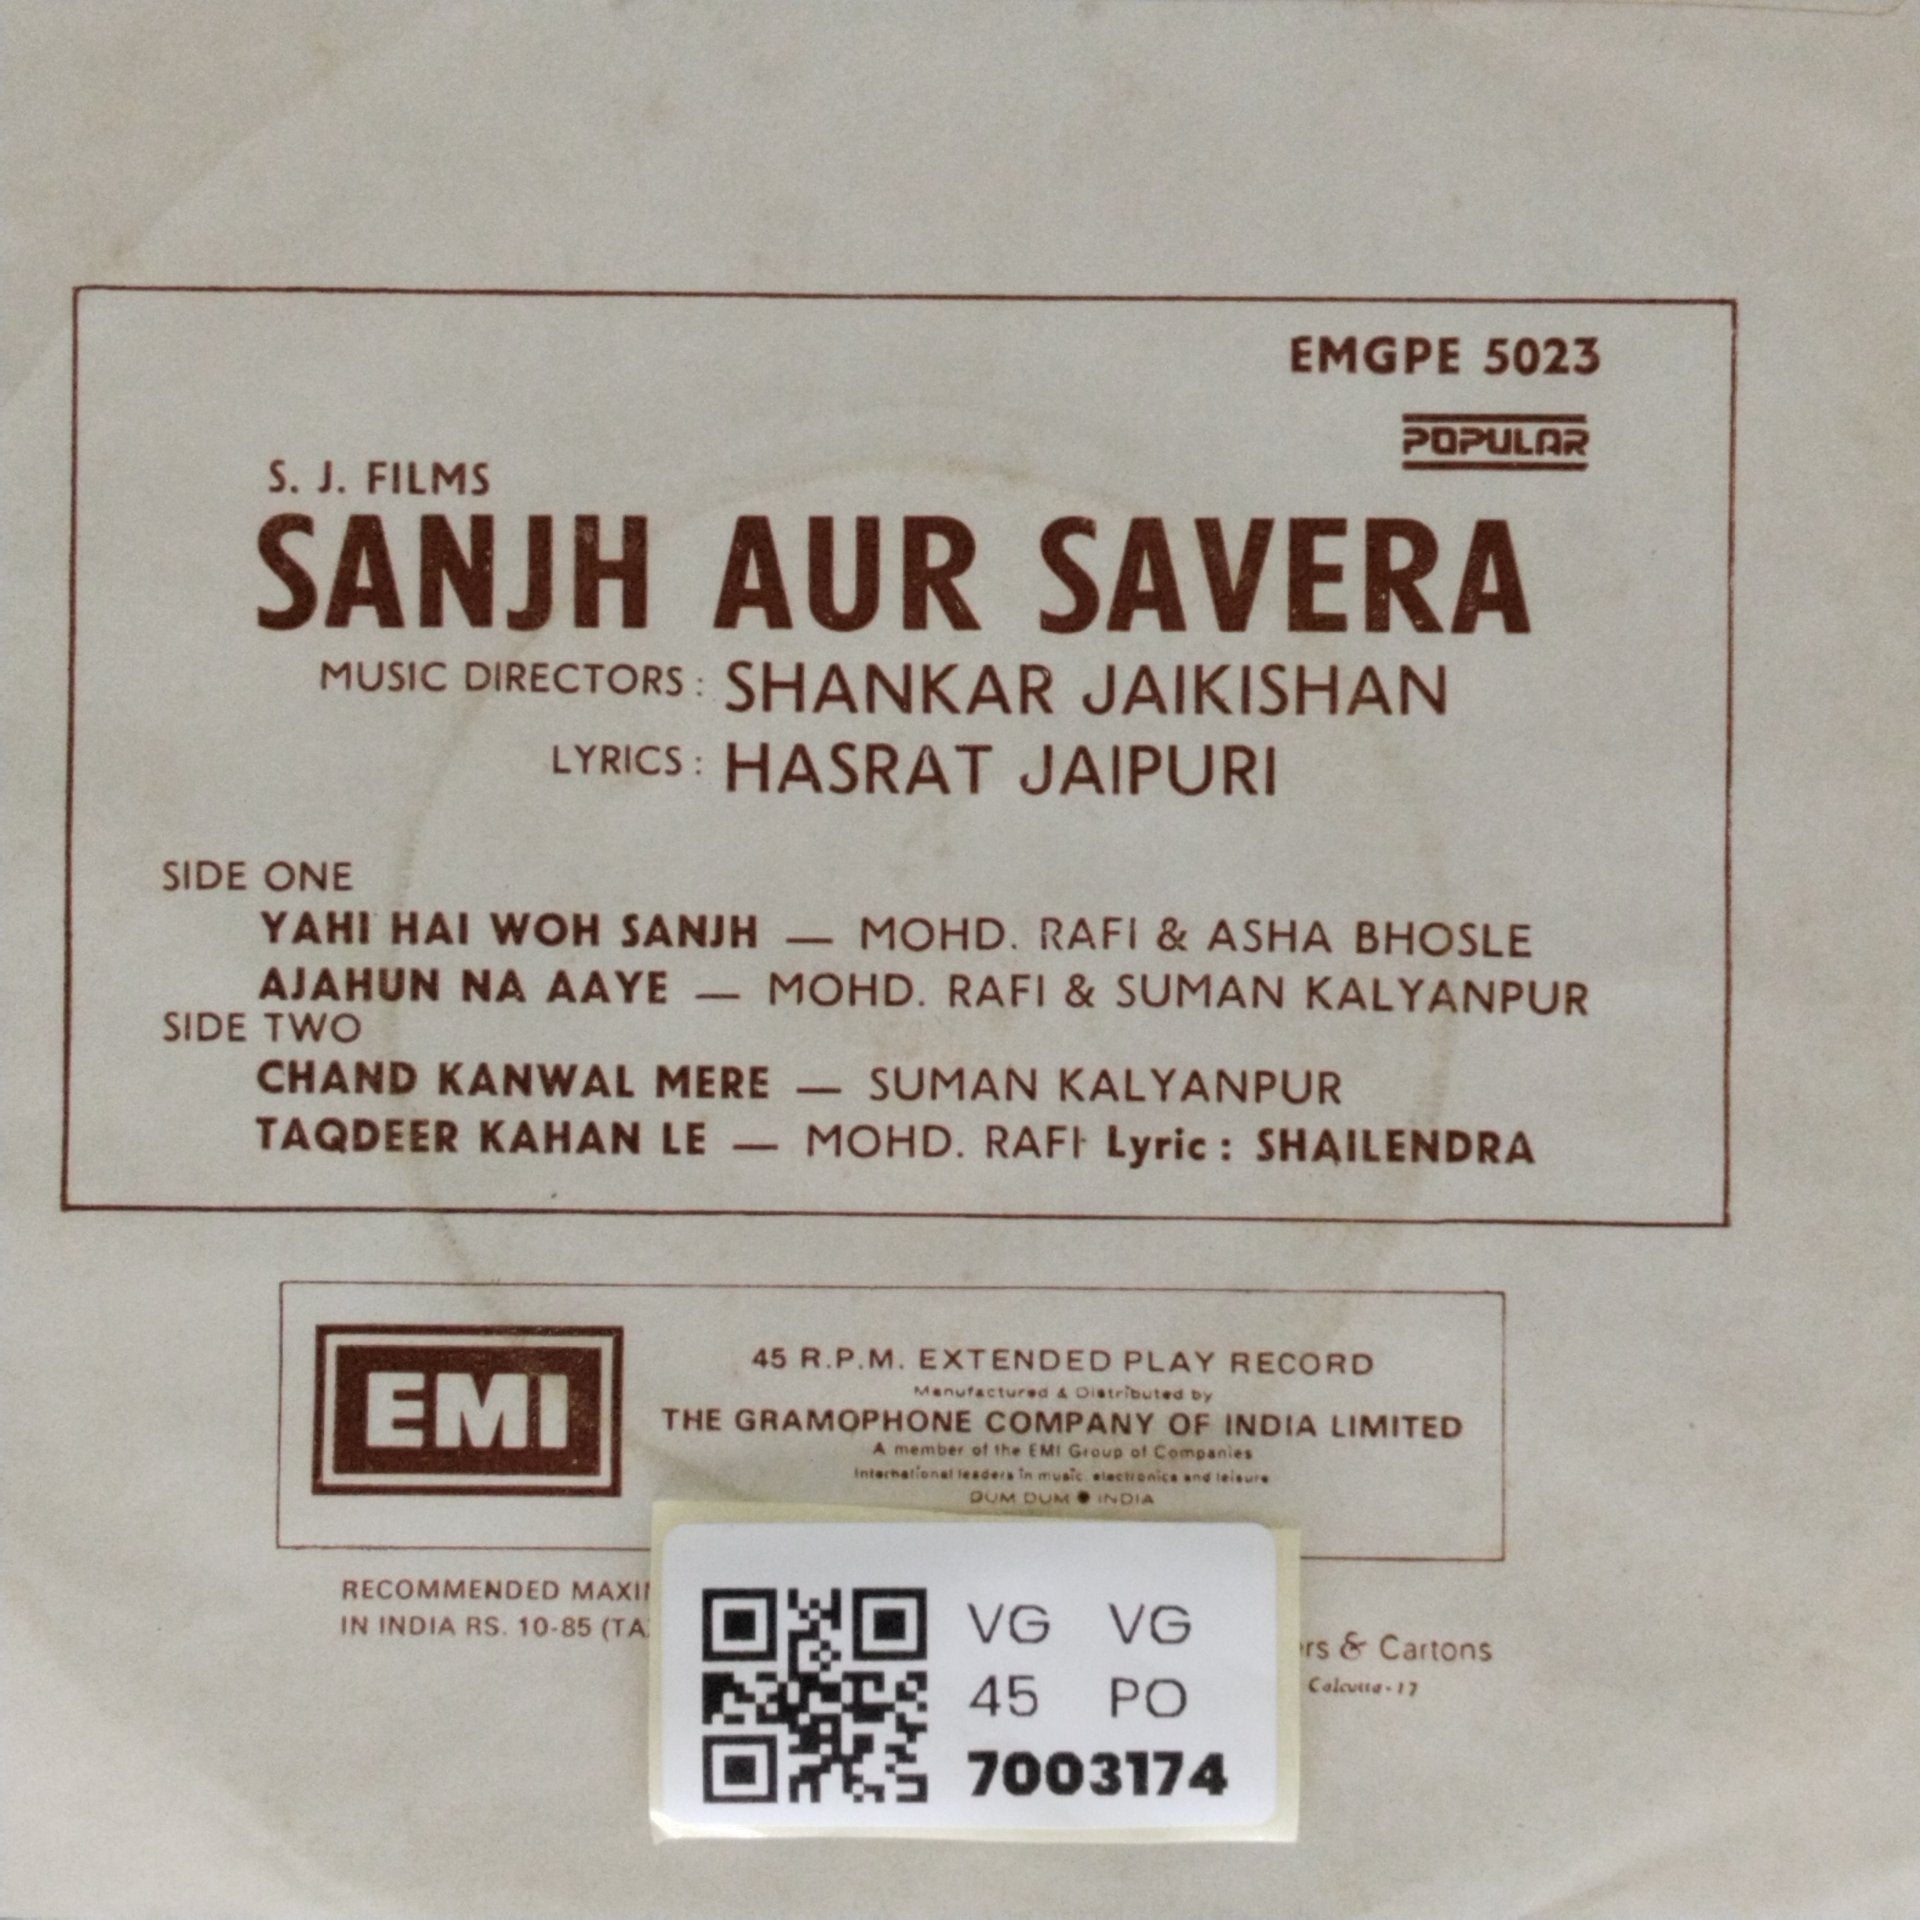 EMGPE 5023
POPULAR
S. J. FILMS
SANJH AUR SAVERA
MUSIC DIRECTORS : SHANKAR JAIKISHAN
LYRICS : HASRAT JAIPURI
SIDE ONE
YAHI HAI WOH SANJH — MOHD. RAFI & ASHA BHOSLE
AJAHUN NA AAYE — MOHD. RAFI & SUMAN KALYANPUR
SIDE TWO
CHAND KANWAL MERE — SUMAN KALYANPUR
TAQDEER KAHAN LE — MOHD. RAFI Lyric : SHAILENDRA
EMI
45 R.P.M. EXTENDED PLAY RECORD
Manufactured & Distributed by
THE GRAMOPHONE COMPANY OF INDIA LIMITED
A member of the EMI Group of Companies
International leaders in music, electronics and leisure
DUM DUM ● INDIA
RECOMMENDED
IN INDIA RS. 10-85
& Cartons
Calcutta-17
VG VG
45 PO
7003174